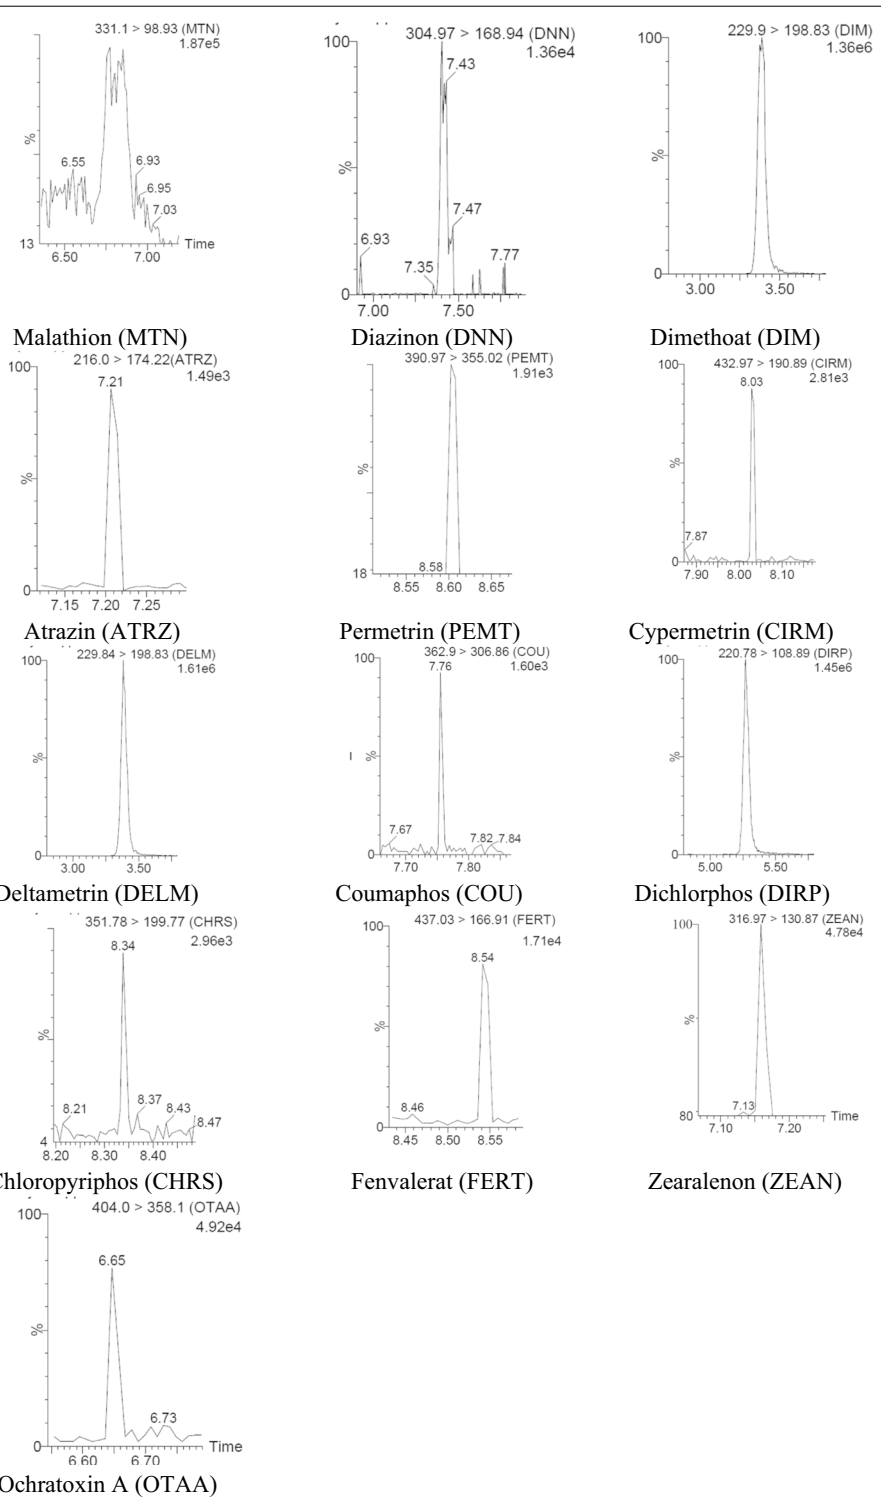 331.1 > 98.93 (MTN)
1.87e5
%
6.55
6.93
6.95
7.03
13
6.50 7.00 Time
Malathion (MTN)
304.97 > 168.94 (DNN)
1.36e4
100
7.43
%
7.47
6.93
7.35
7.77
0
7.00 7.50
Diazinon (DNN)
229.9 > 198.83 (DIM)
1.36e6
100
%
0
3.00 3.50
Dimethoat (DIM)
216.0 > 174.22(ATRZ)
1.49e3
100
7.21
%
0
7.15 7.20 7.25
Atrazin (ATRZ)
390.97 > 355.02 (PEMT)
1.91e3
%
8.58
18
8.55 8.60 8.65
Permetrin (PEMT)
432.97 > 190.89 (CIRM)
2.81e3
100
8.03
%
7.87
0
7.90 8.00 8.10
Cypermetrin (CIRM)
229.84 > 198.83 (DELM)
1.61e6
100
%
0
3.00 3.50
Deltametrin (DELM)
362.9 > 306.86 (COU)
1.60e3
100
7.76
%
7.67
7.82 7.84
0
7.70 7.80
Coumaphos (COU)
220.78 > 108.89 (DIRP)
1.45e6
100
%
0
5.00 5.50
Dichlorphos (DIRP)
351.78 > 199.77 (CHRS)
2.96e3
8.34
%
8.21
8.37
8.43
8.47
4
8.20 8.30 8.40
Chloropyriphos (CHRS)
437.03 > 166.91 (FERT)
1.71e4
100
8.54
%
8.46
0
8.45 8.50 8.55
Fenvalerat (FERT)
316.97 > 130.87 (ZEAN)
4.78e4
100
%
7.13
80
7.10 7.20 Time
Zearalenon (ZEAN)
404.0 > 358.1 (OTAA)
4.92e4
100
6.65
%
6.73
0
6.60 6.70 Time
Ochratoxin A (OTAA)